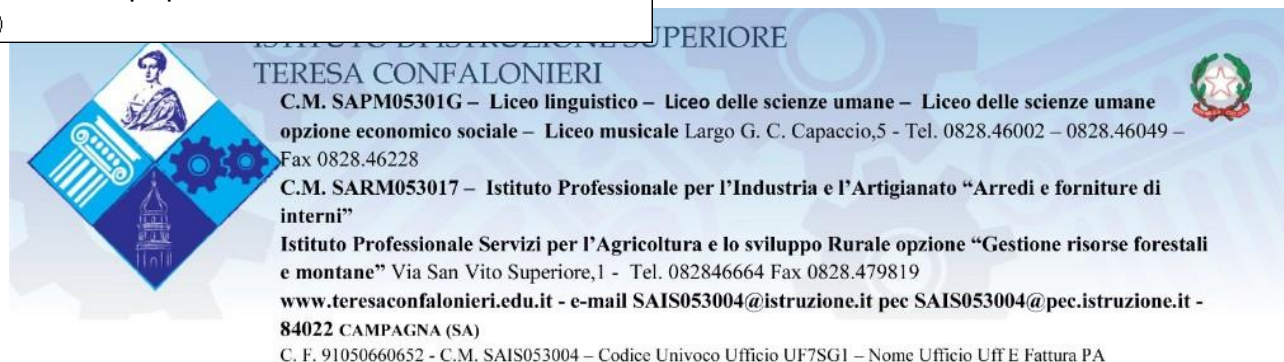 ISTITUTO DI ISTRUZIONE SUPERIORE
TERESA CONFALONIERI
C.M. SAPM05301G – Liceo linguistico – Liceo delle scienze umane – Liceo delle scienze umane
opzione economico sociale – Liceo musicale Largo G. C. Capaccio,5 - Tel. 0828.46002 – 0828.46049 –
Fax 0828.46228
C.M. SARM053017 – Istituto Professionale per l’Industria e l’Artigianato “Arredi e forniture di
interni”
Istituto Professionale Servizi per l’Agricoltura e lo sviluppo Rurale opzione “Gestione risorse forestali
e montane” Via San Vito Superiore,1 - Tel. 082846664 Fax 0828.479819
www.teresaconfalonieri.edu.it - e-mail SAIS053004@istruzione.it pec SAIS053004@pec.istruzione.it -
84022 CAMPAGNA (SA)
C. F. 91050660652 - C.M. SAIS053004 – Codice Univoco Ufficio UF7SG1 – Nome Ufficio Uff E Fattura PA